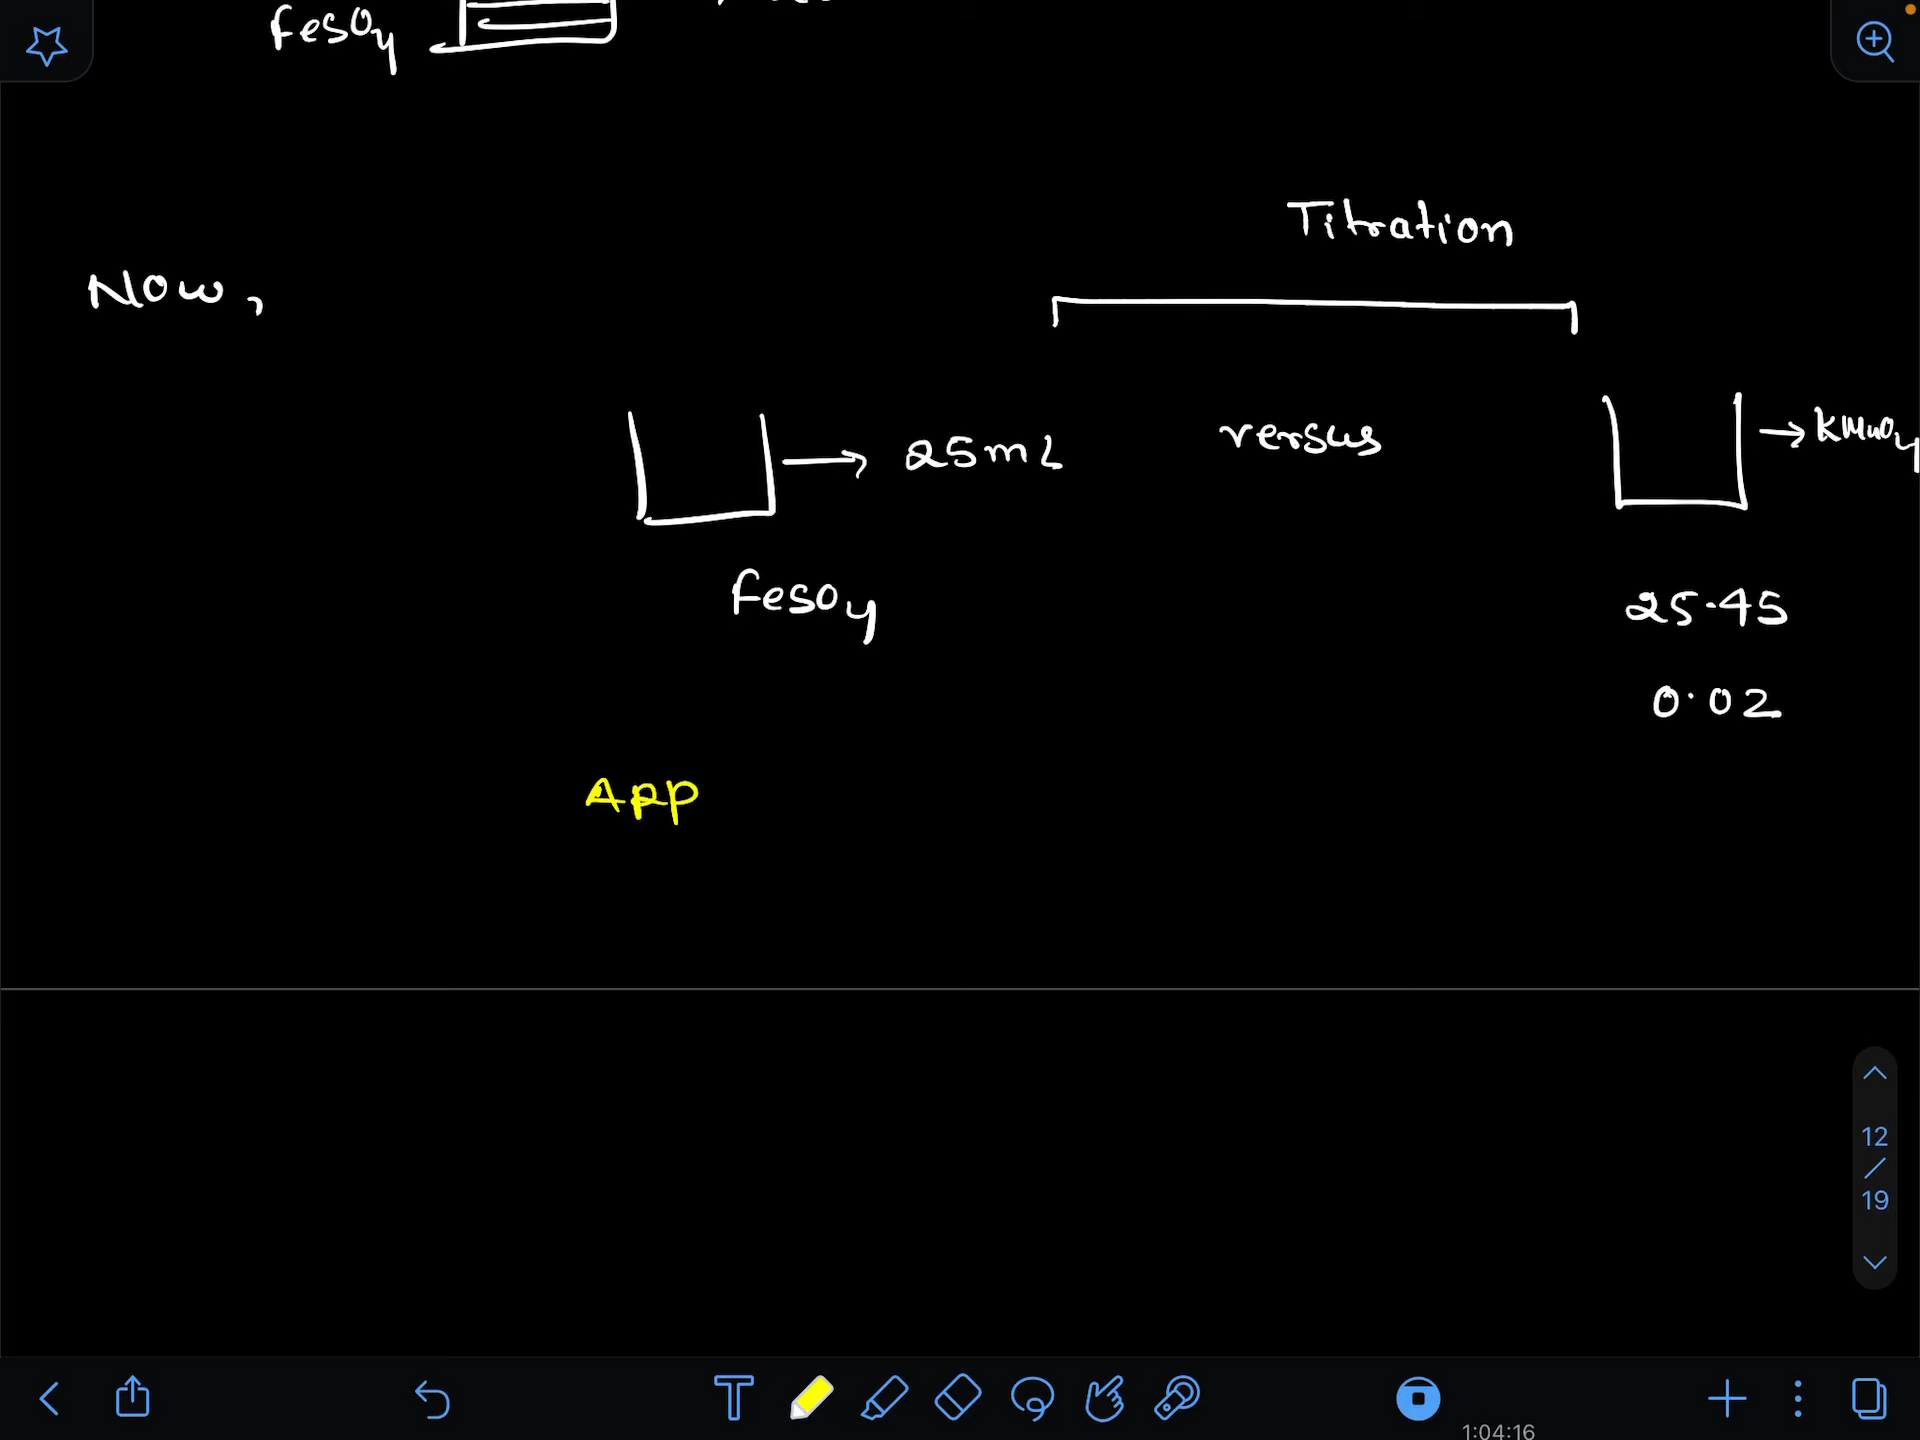 FeSO4
Titration
Now,
25mL versus KMnO4
FeSO4 25.45
0.02
App
12
/
19
1:04:16